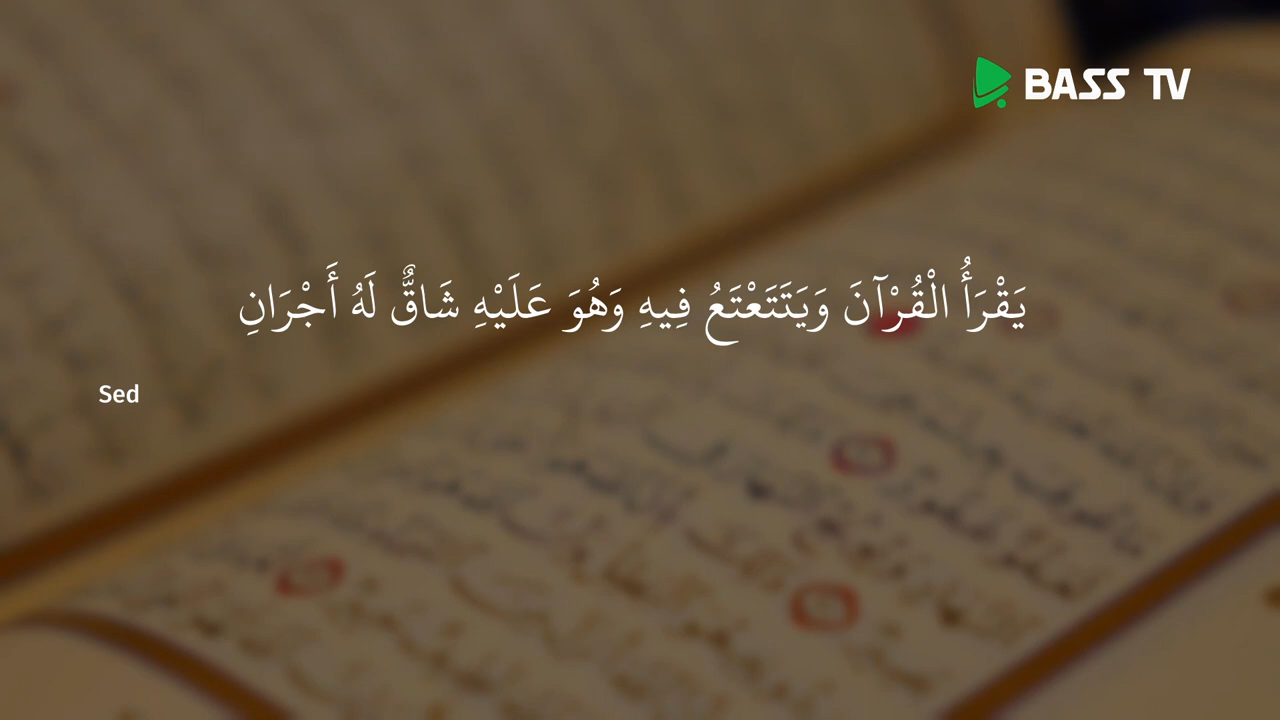 BASS TV
يَقْرَأُ الْقُرْآنَ وَيَتَتَعْتَعُ فِيهِ وَهُوَ عَلَيْهِ شَاقٌّ لَهُ أَجْرَانِ
Sed